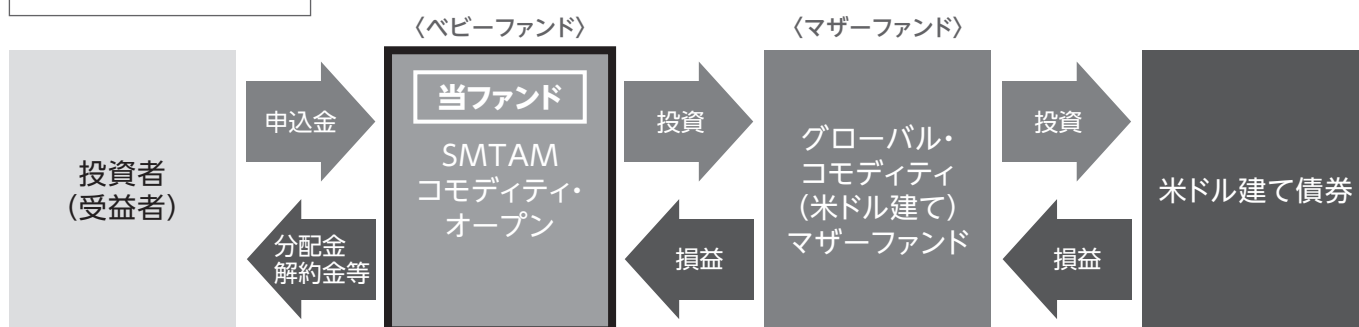 〈ベビーファンド〉
〈マザーファンド〉
投資者
(受益者)
申込金
分配金
解約金等
当ファンド
SMTAM
コモディティ・
オープン
投資
損益
グローバル・
コモディティ
(米ドル建て)
マザーファンド
投資
損益
米ドル建て債券